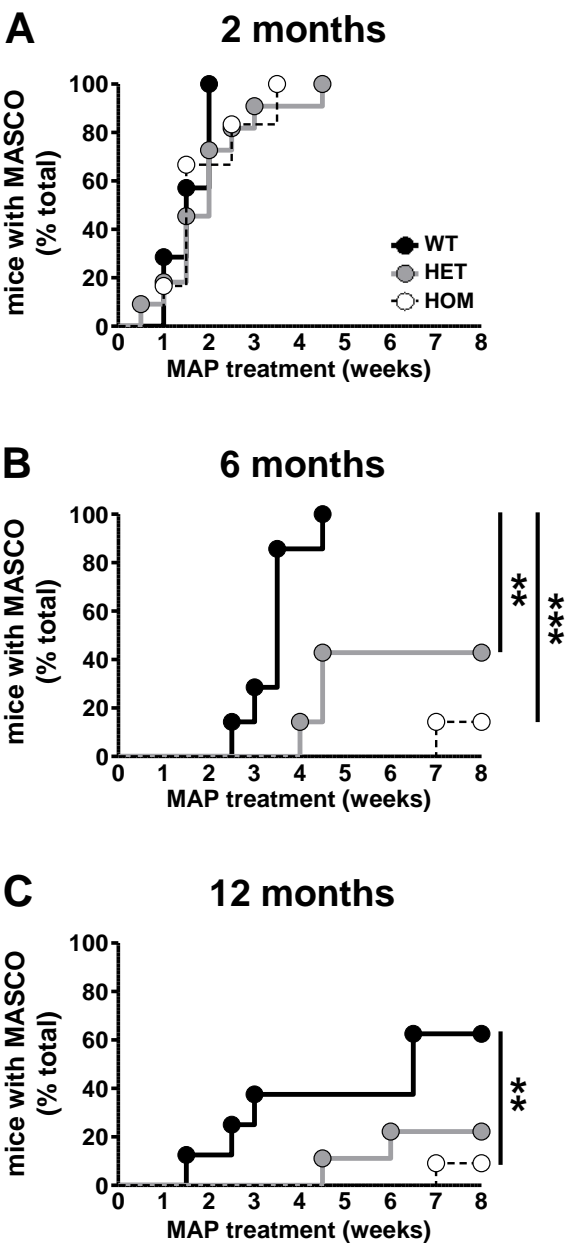 A
2 months
mice with MASCO
(% total)
100
80
60
40
20
0
WT
HET
HOM
0 1 2 3 4 5 6 7 8
MAP treatment (weeks)
B
6 months
mice with MASCO
(% total)
100
80
60
40
20
0
**
***
0 1 2 3 4 5 6 7 8
MAP treatment (weeks)
C
12 months
mice with MASCO
(% total)
100
80
60
40
20
0
**
0 1 2 3 4 5 6 7 8
MAP treatment (weeks)